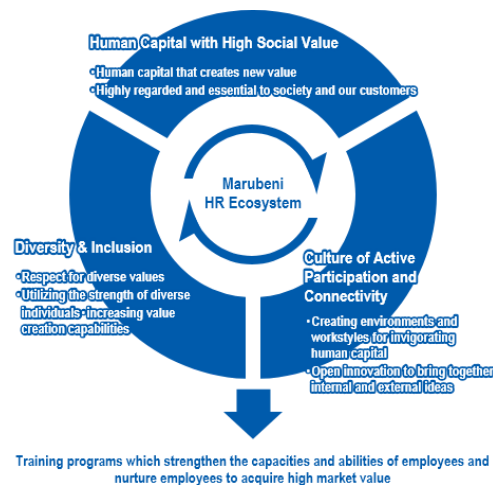 Human Capital with High Social Value
・Human capital that creates new value
・Highly regarded and essential to society and our customers
Marubeni
HR Ecosystem
Diversity & Inclusion
・Respect for diverse values
・Utilizing the strength of diverse
individuals・increasing value
creation capabilities
Culture of Active
Participation and
Connectivity
・Creating environments and
workstyles for invigorating
human capital
・Open innovation to bring together
internal and external ideas
Training programs which strengthen the capacities and abilities of employees and
nurture employees to acquire high market value